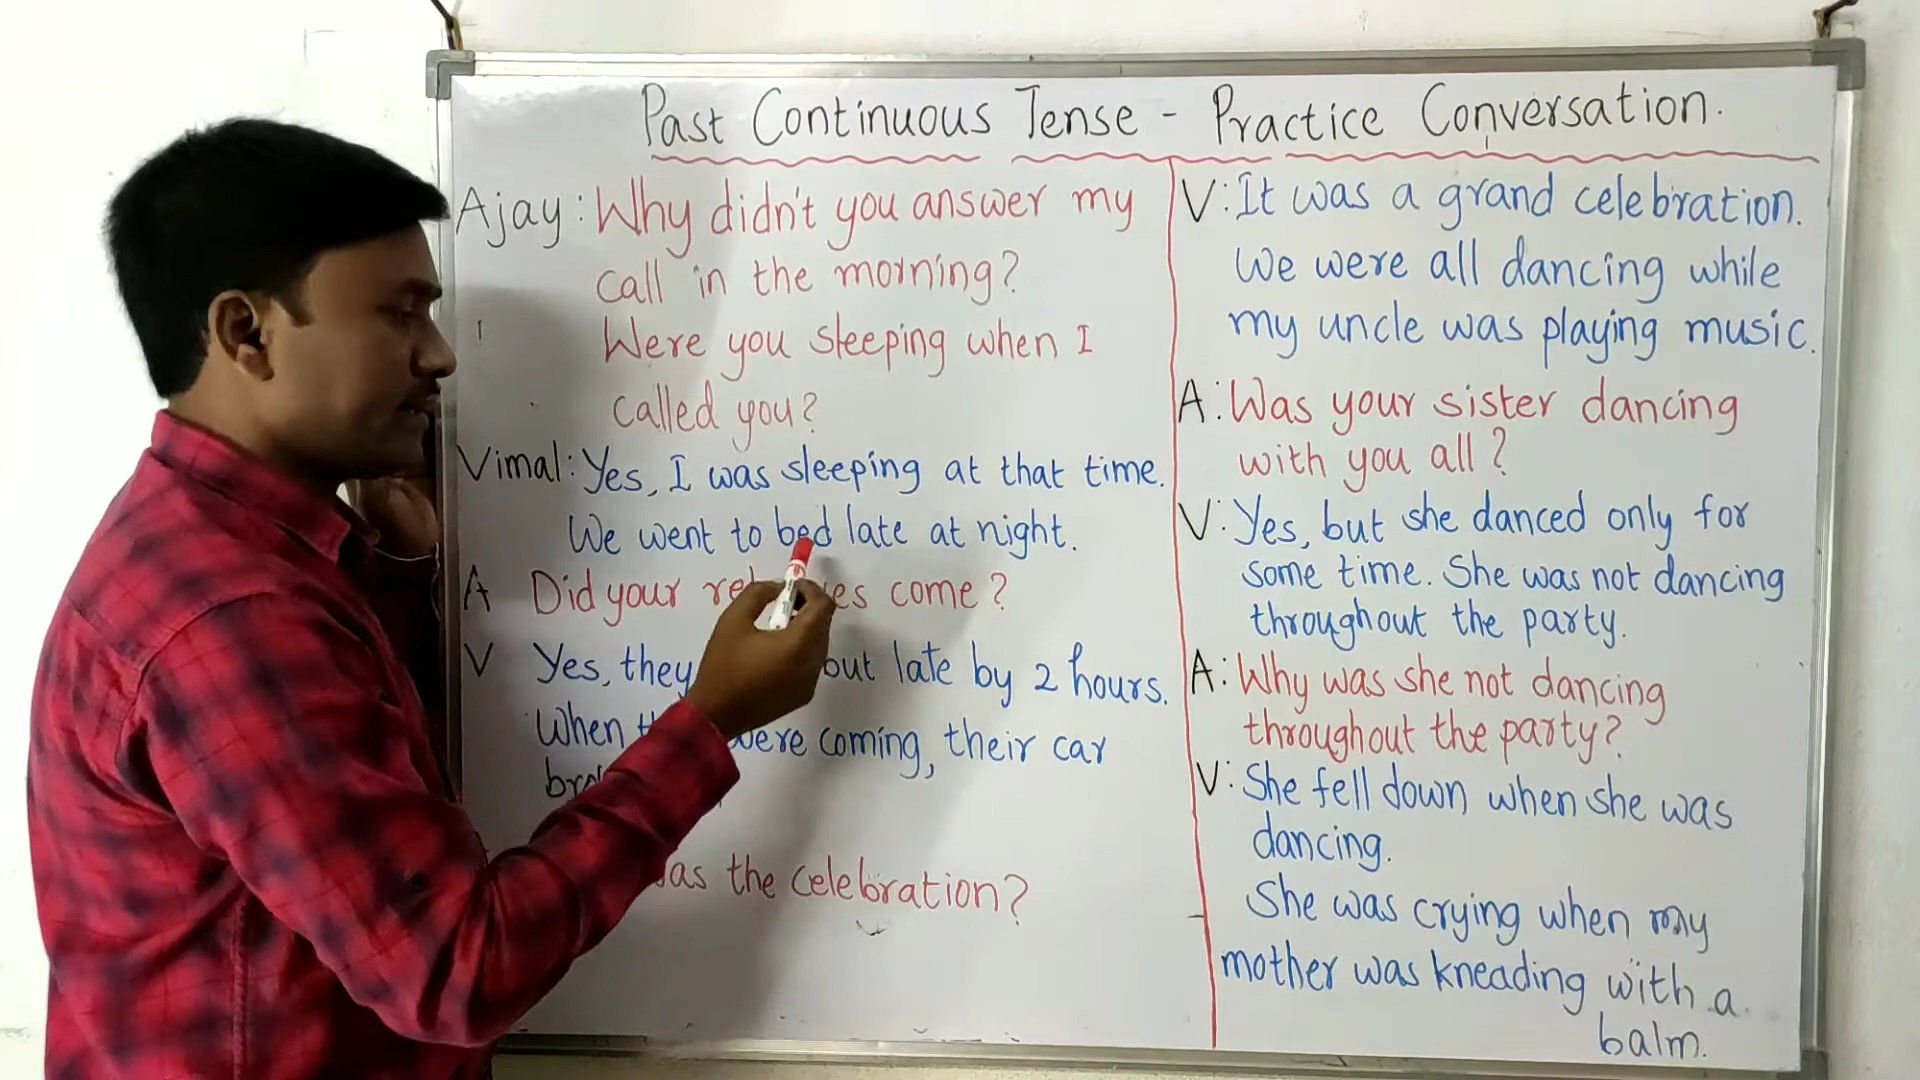 Past Continuous Tense - Practice Conversation.
Ajay: Why didn't you answer my
call in the morning?
Were you sleeping when I
called you?
Vimal: Yes, I was sleeping at that time.
We went to bed late at night.
A Did your come?
V Yes, they but late by 2 hours.
When were coming, their car
the celebration?
V: It was a grand celebration.
We were all dancing while
my uncle was playing music.
A: Was your sister dancing
with you all?
V: Yes, but she danced only for
some time. She was not dancing
throughout the party.
A: Why was she not dancing
throughout the party?
V: She fell down when she was
dancing.
She was crying when my
mother was kneading with a
balm.